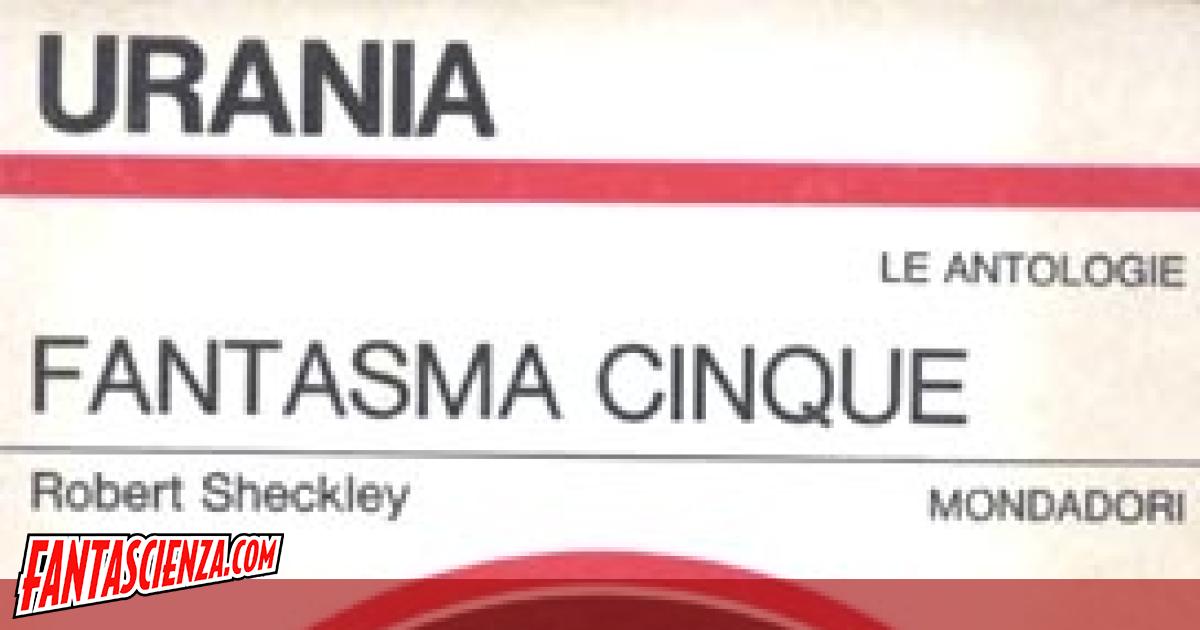 URANIA
LE ANTOLOGIE
FANTASMA CINQUE
Robert Sheckley
MONDADORI
FANTASCIENZA.COM